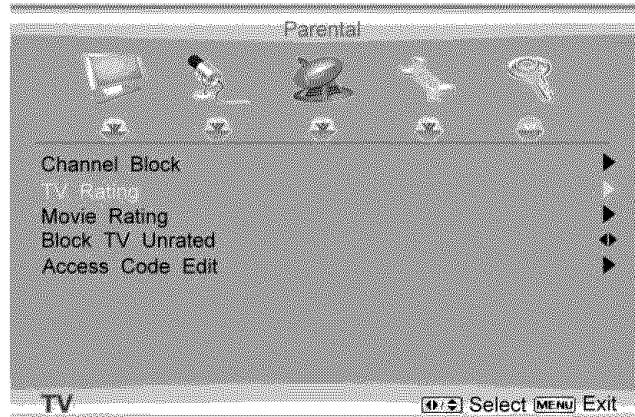 Parental
Channel Block
TV Rating
Movie Rating
Block TV Unrated
Access Code Edit
TV Select MENU Exit